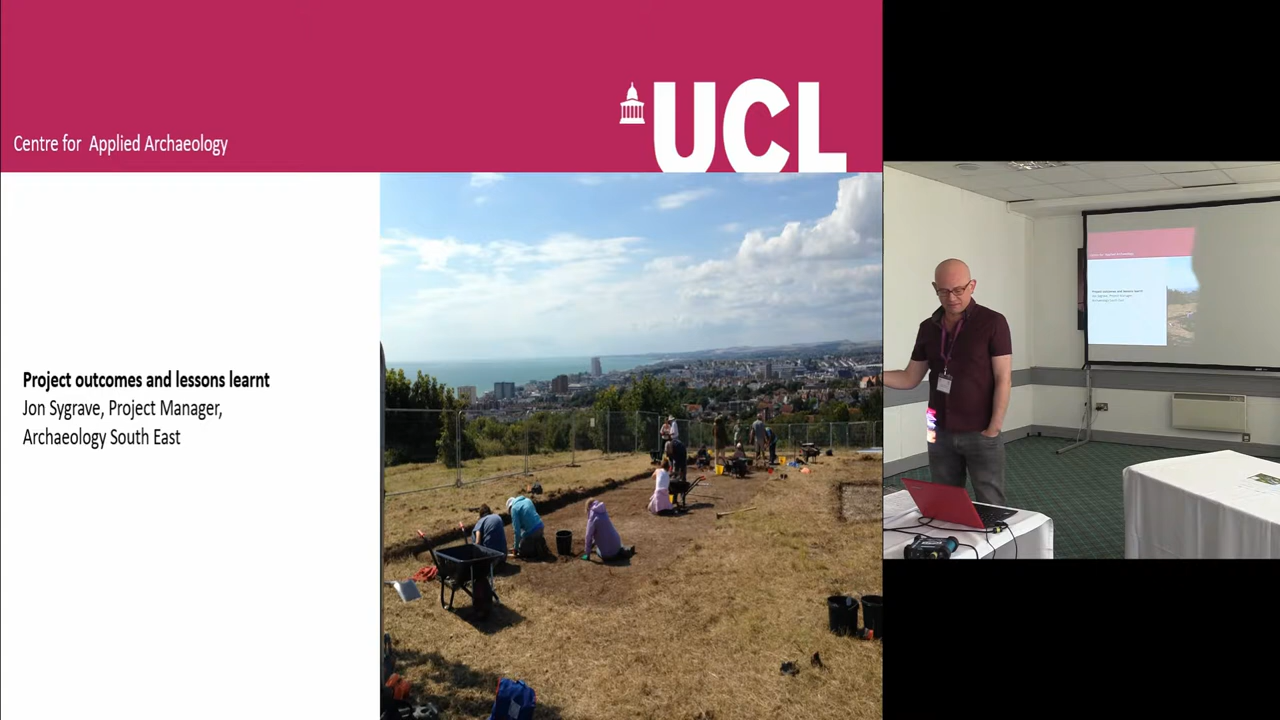 Centre for Applied Archaeology
UCL
Project outcomes and lessons learnt
Jon Sygrave, Project Manager,
Archaeology South East